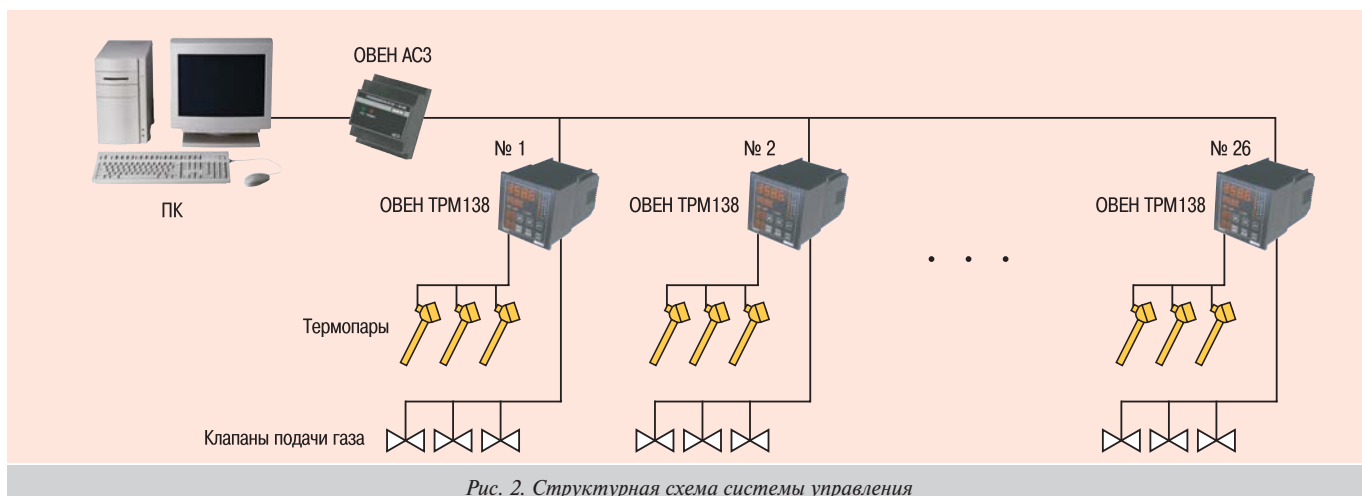 ОВЕН АС3
ПК
№ 1
ОВЕН ТРМ138
№ 2
ОВЕН ТРМ138
№ 26
ОВЕН ТРМ138
. . .
Термопары
Клапаны подачи газа
Рис. 2. Структурная схема системы управления